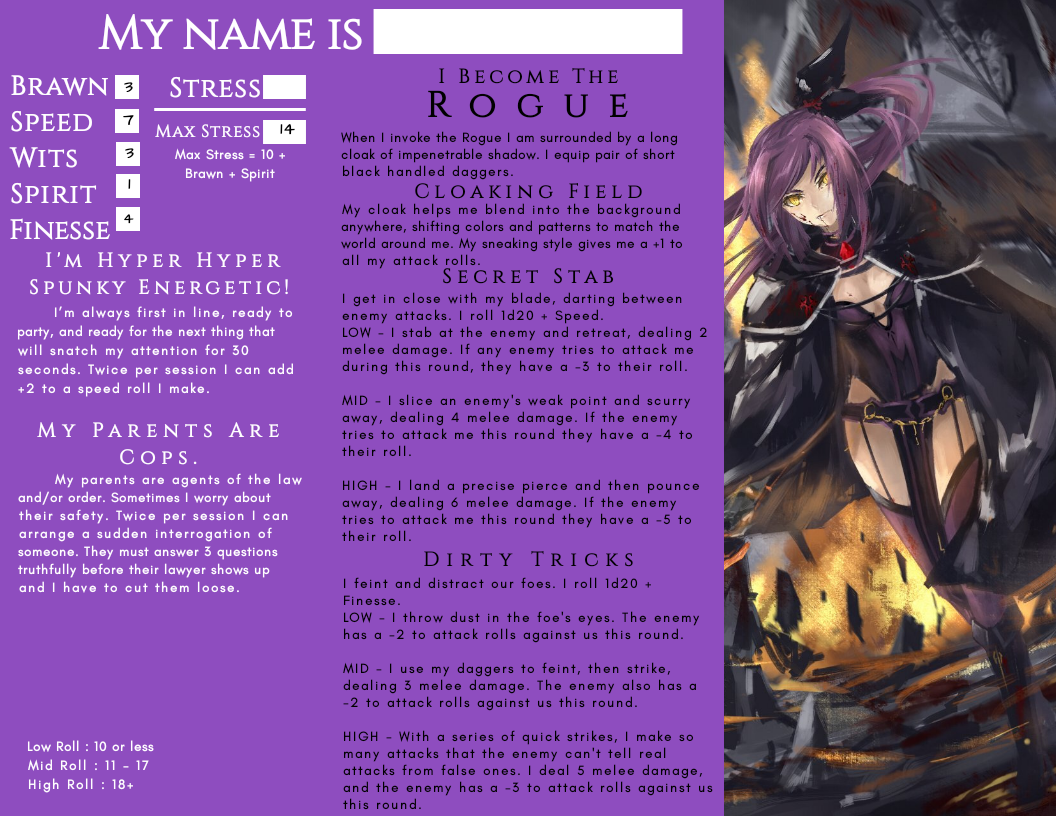 My name is
Brawn 3
Speed 7
Wits 3
Spirit 1
Finesse 4
Stress
Max Stress 14
Max Stress = 10 +
Brawn + Spirit
I'm Hyper Hyper
Spunky Energetic!
I'm always first in line, ready to
party, and ready for the next thing that
will snatch my attention for 30
seconds. Twice per session I can add
+2 to a speed roll I make.
My Parents Are
Cops.
My parents are agents of the law
and/or order. Sometimes I worry about
their safety. Twice per session I can
arrange a sudden interrogation of
someone. They must answer 3 questions
truthfully before their lawyer shows up
and I have to cut them loose.
Low Roll : 10 or less
Mid Roll : 11 - 17
High Roll : 18+
I Become The
Rogue
When I invoke the Rogue I am surrounded by a long
cloak of impenetrable shadow. I equip pair of short
black handled daggers.
Cloaking Field
My cloak helps me blend into the background
anywhere, shifting colors and patterns to match the
world around me. My sneaking style gives me a +1 to
all my attack rolls.
Secret Stab
I get in close with my blade, darting between
enemy attacks. I roll 1d20 + Speed.
LOW - I stab at the enemy and retreat, dealing 2
melee damage. If any enemy tries to attack me
during this round, they have a -3 to their roll.
MID - I slice an enemy's weak point and scurry
away, dealing 4 melee damage. If the enemy
tries to attack me this round they have a -4 to
their roll.
HIGH - I land a precise pierce and then pounce
away, dealing 6 melee damage. If the enemy
tries to attack me this round they have a -5 to
their roll.
Dirty Tricks
I feint and distract our foes. I roll 1d20 +
Finesse.
LOW - I throw dust in the foe's eyes. The enemy
has a -2 to attack rolls against us this round.
MID - I use my daggers to feint, then strike,
dealing 3 melee damage. The enemy also has a
-2 to attack rolls against us this round.
HIGH - With a series of quick strikes, I make so
many attacks that the enemy can't tell real
attacks from false ones. I deal 5 melee damage,
and the enemy has a -3 to attack rolls against us
this round.